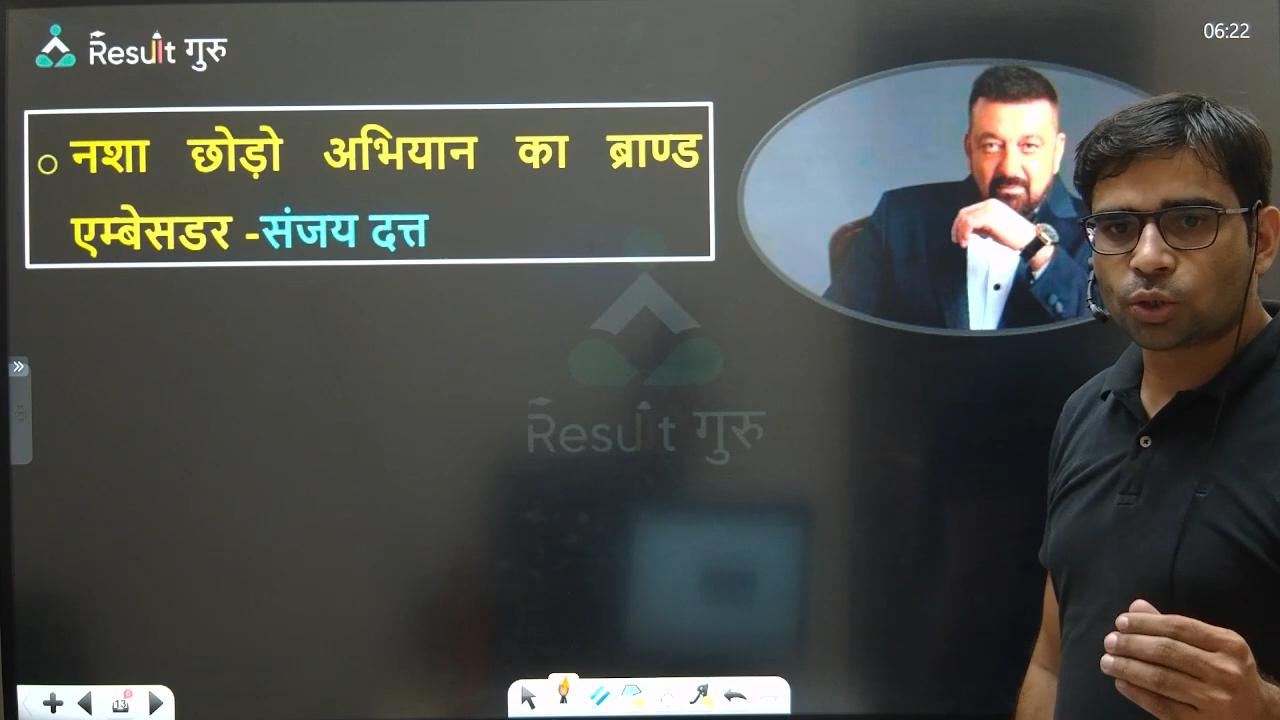 Result गुरु
06:22
नशा छोड़ो अभियान का ब्राण्ड
एम्बेसडर -संजय दत्त
Result गुरु
13